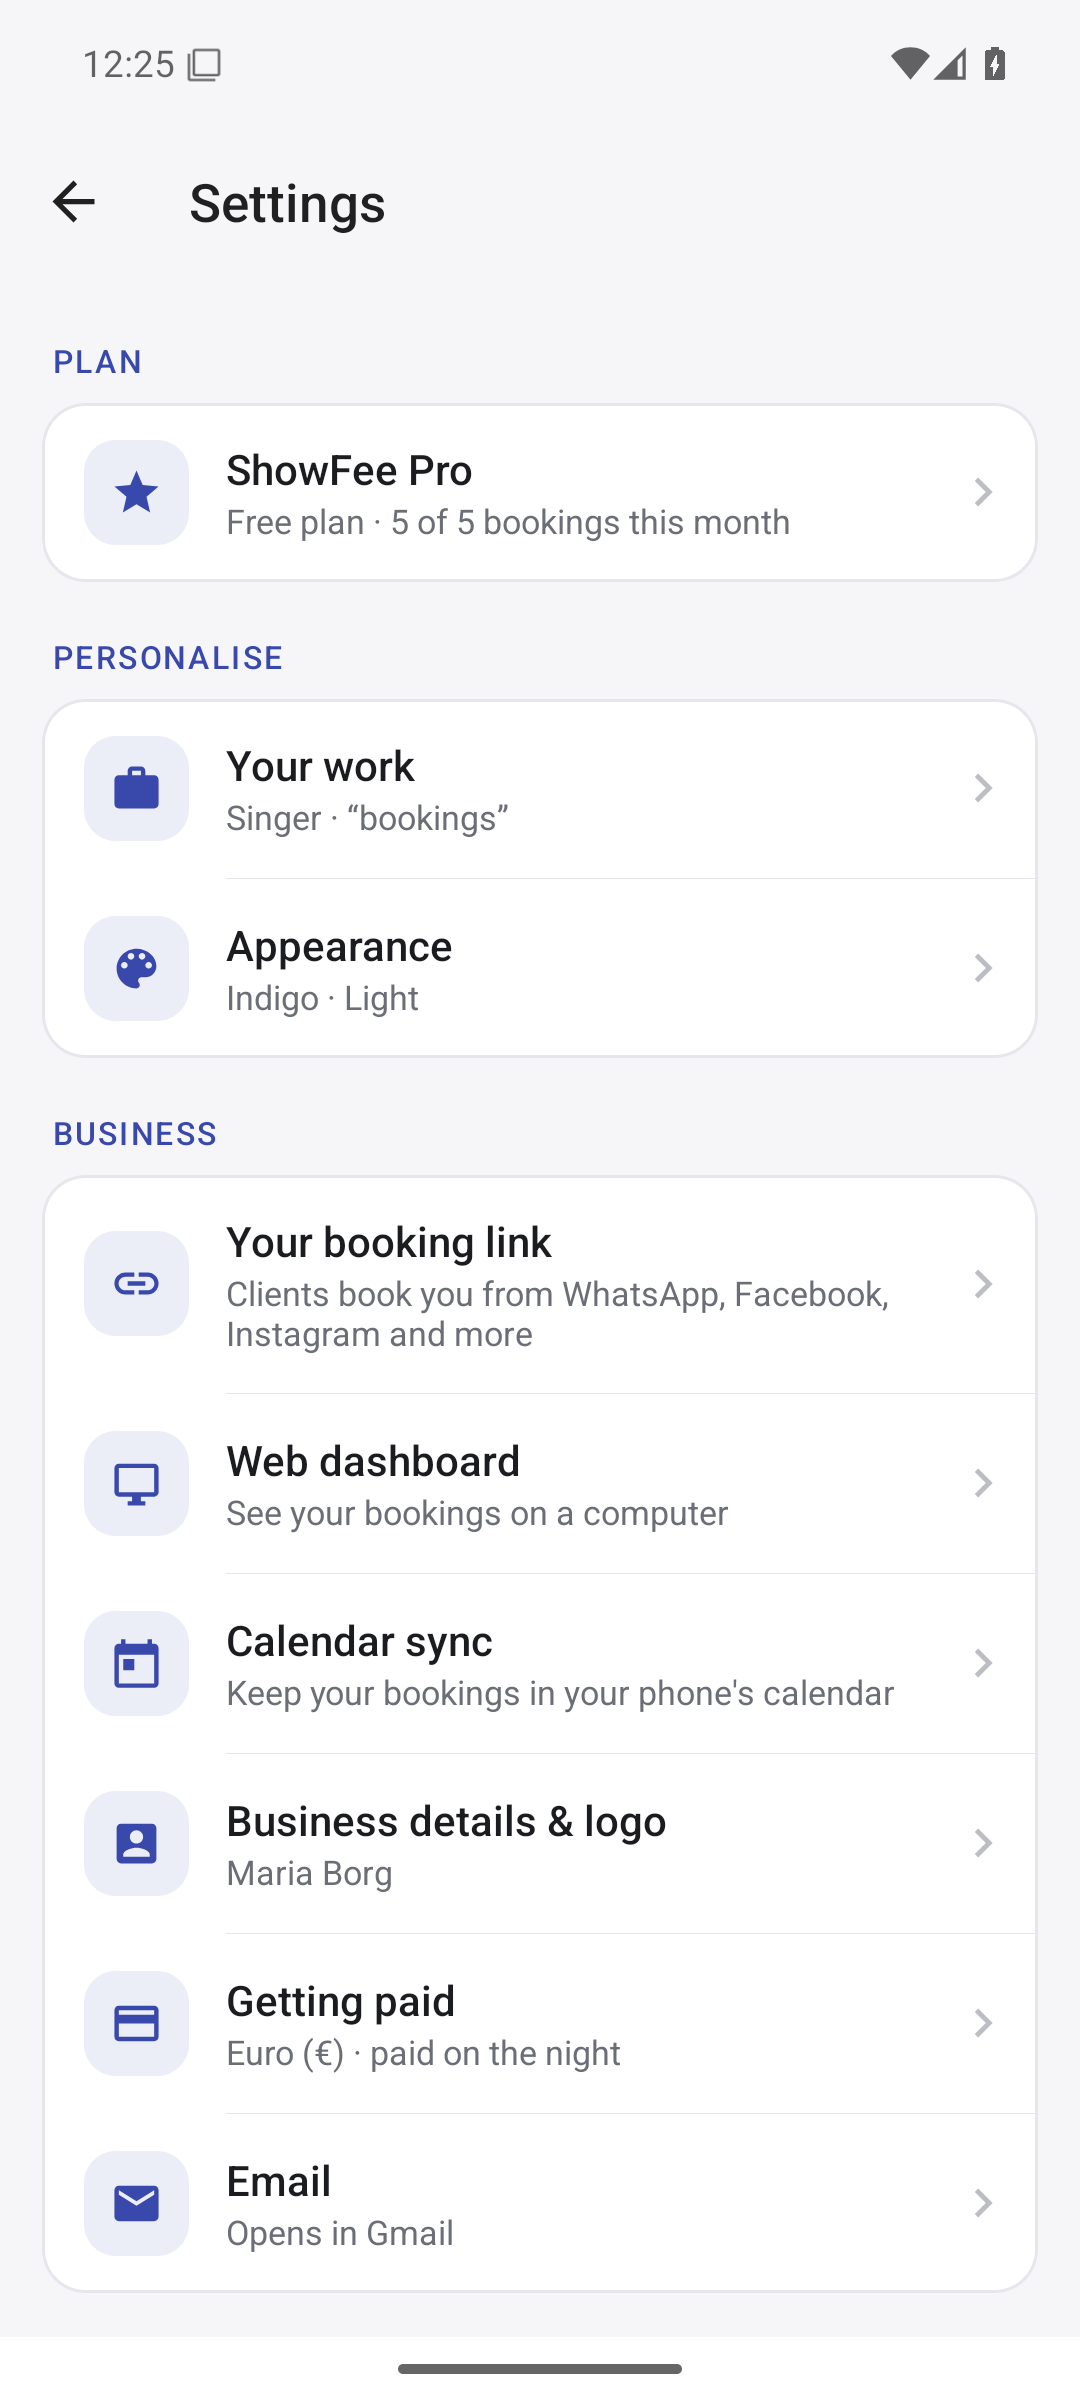 12:25
Settings
PLAN
ShowFee Pro
Free plan · 5 of 5 bookings this month
PERSONALISE
Your work
Singer · “bookings”
Appearance
Indigo · Light
BUSINESS
Your booking link
Clients book you from WhatsApp, Facebook,
Instagram and more
Web dashboard
See your bookings on a computer
Calendar sync
Keep your bookings in your phone's calendar
Business details & logo
Maria Borg
Getting paid
Euro (€) · paid on the night
Email
Opens in Gmail